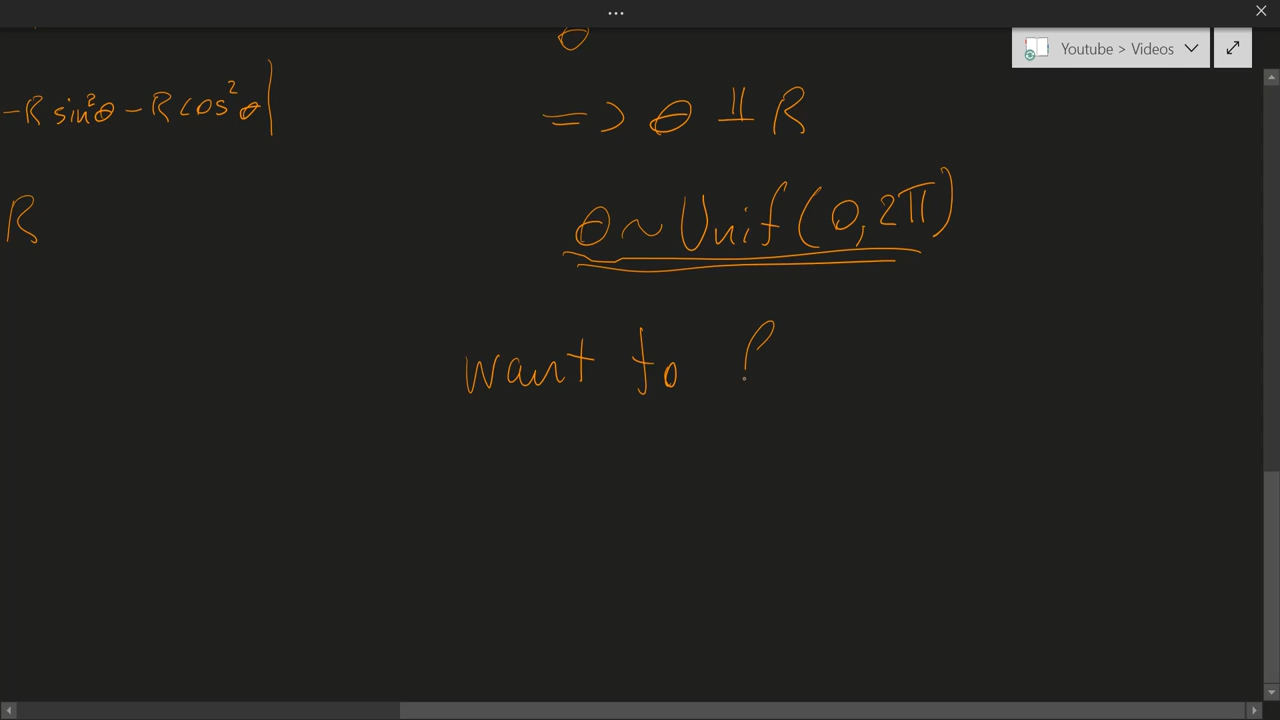 ...
Youtube > Videos
θ
-R sin²θ - R cos²θ|
=> θ ⫫ R
R
θ ~ Unif(0, 2π)
want to